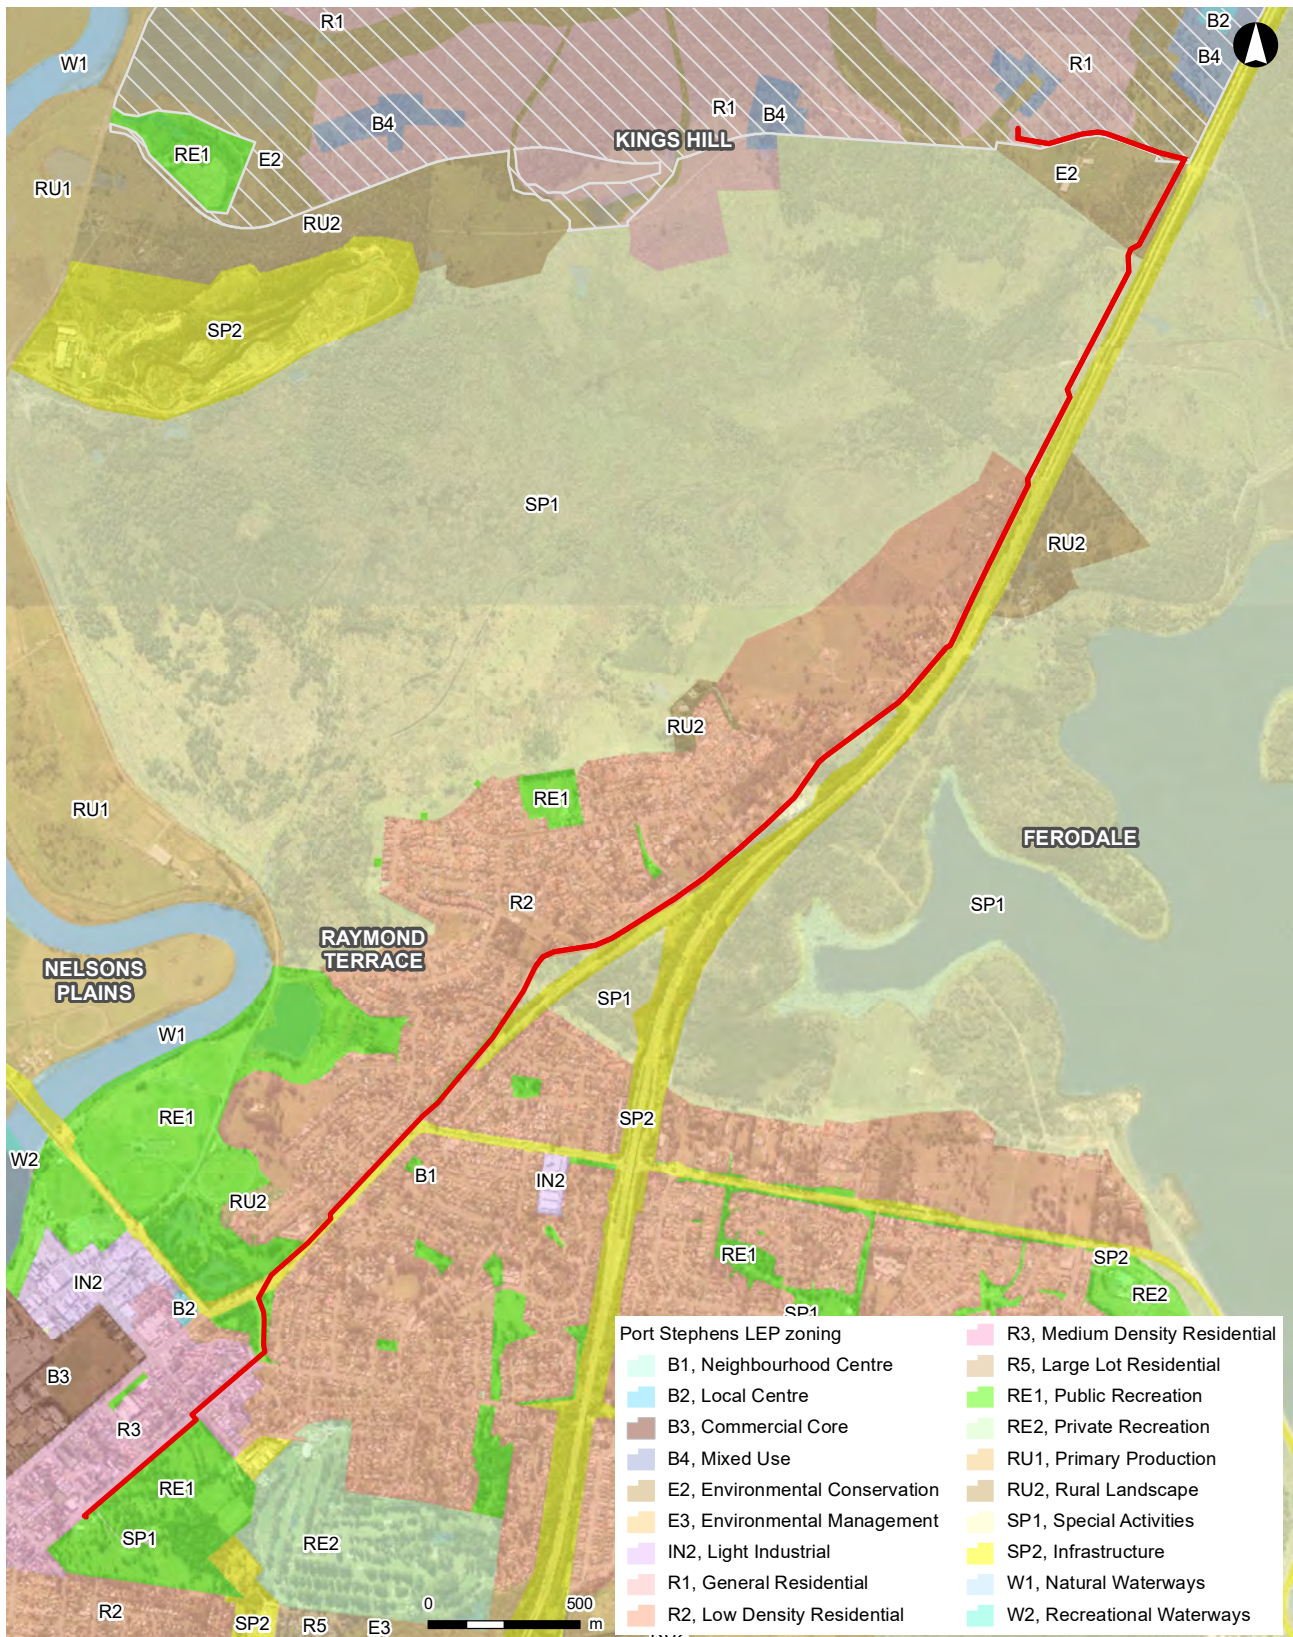 R1
B2
W1
B4
R1
R1
B4
B4
KINGS HILL
RE1
E2
E2
RU1
RU2
SP2
SP1
RU2
RU2
RE1
RU1
FERODALE
R2
SP1
RAYMOND
TERRACE
NELSONS
PLAINS
SP1
W1
RE1
SP2
W2
B1
IN2
RU2
RE1
SP2
IN2
RE2
B2
SP1
B3
R3
RE1
SP1
RE2
R2
SP2
R5
E3
Port Stephens LEP zoning
B1, Neighbourhood Centre
B2, Local Centre
B3, Commercial Core
B4, Mixed Use
E2, Environmental Conservation
E3, Environmental Management
IN2, Light Industrial
R1, General Residential
R2, Low Density Residential
R3, Medium Density Residential
R5, Large Lot Residential
RE1, Public Recreation
RE2, Private Recreation
RU1, Primary Production
RU2, Rural Landscape
SP1, Special Activities
SP2, Infrastructure
W1, Natural Waterways
W2, Recreational Waterways
0 500
m